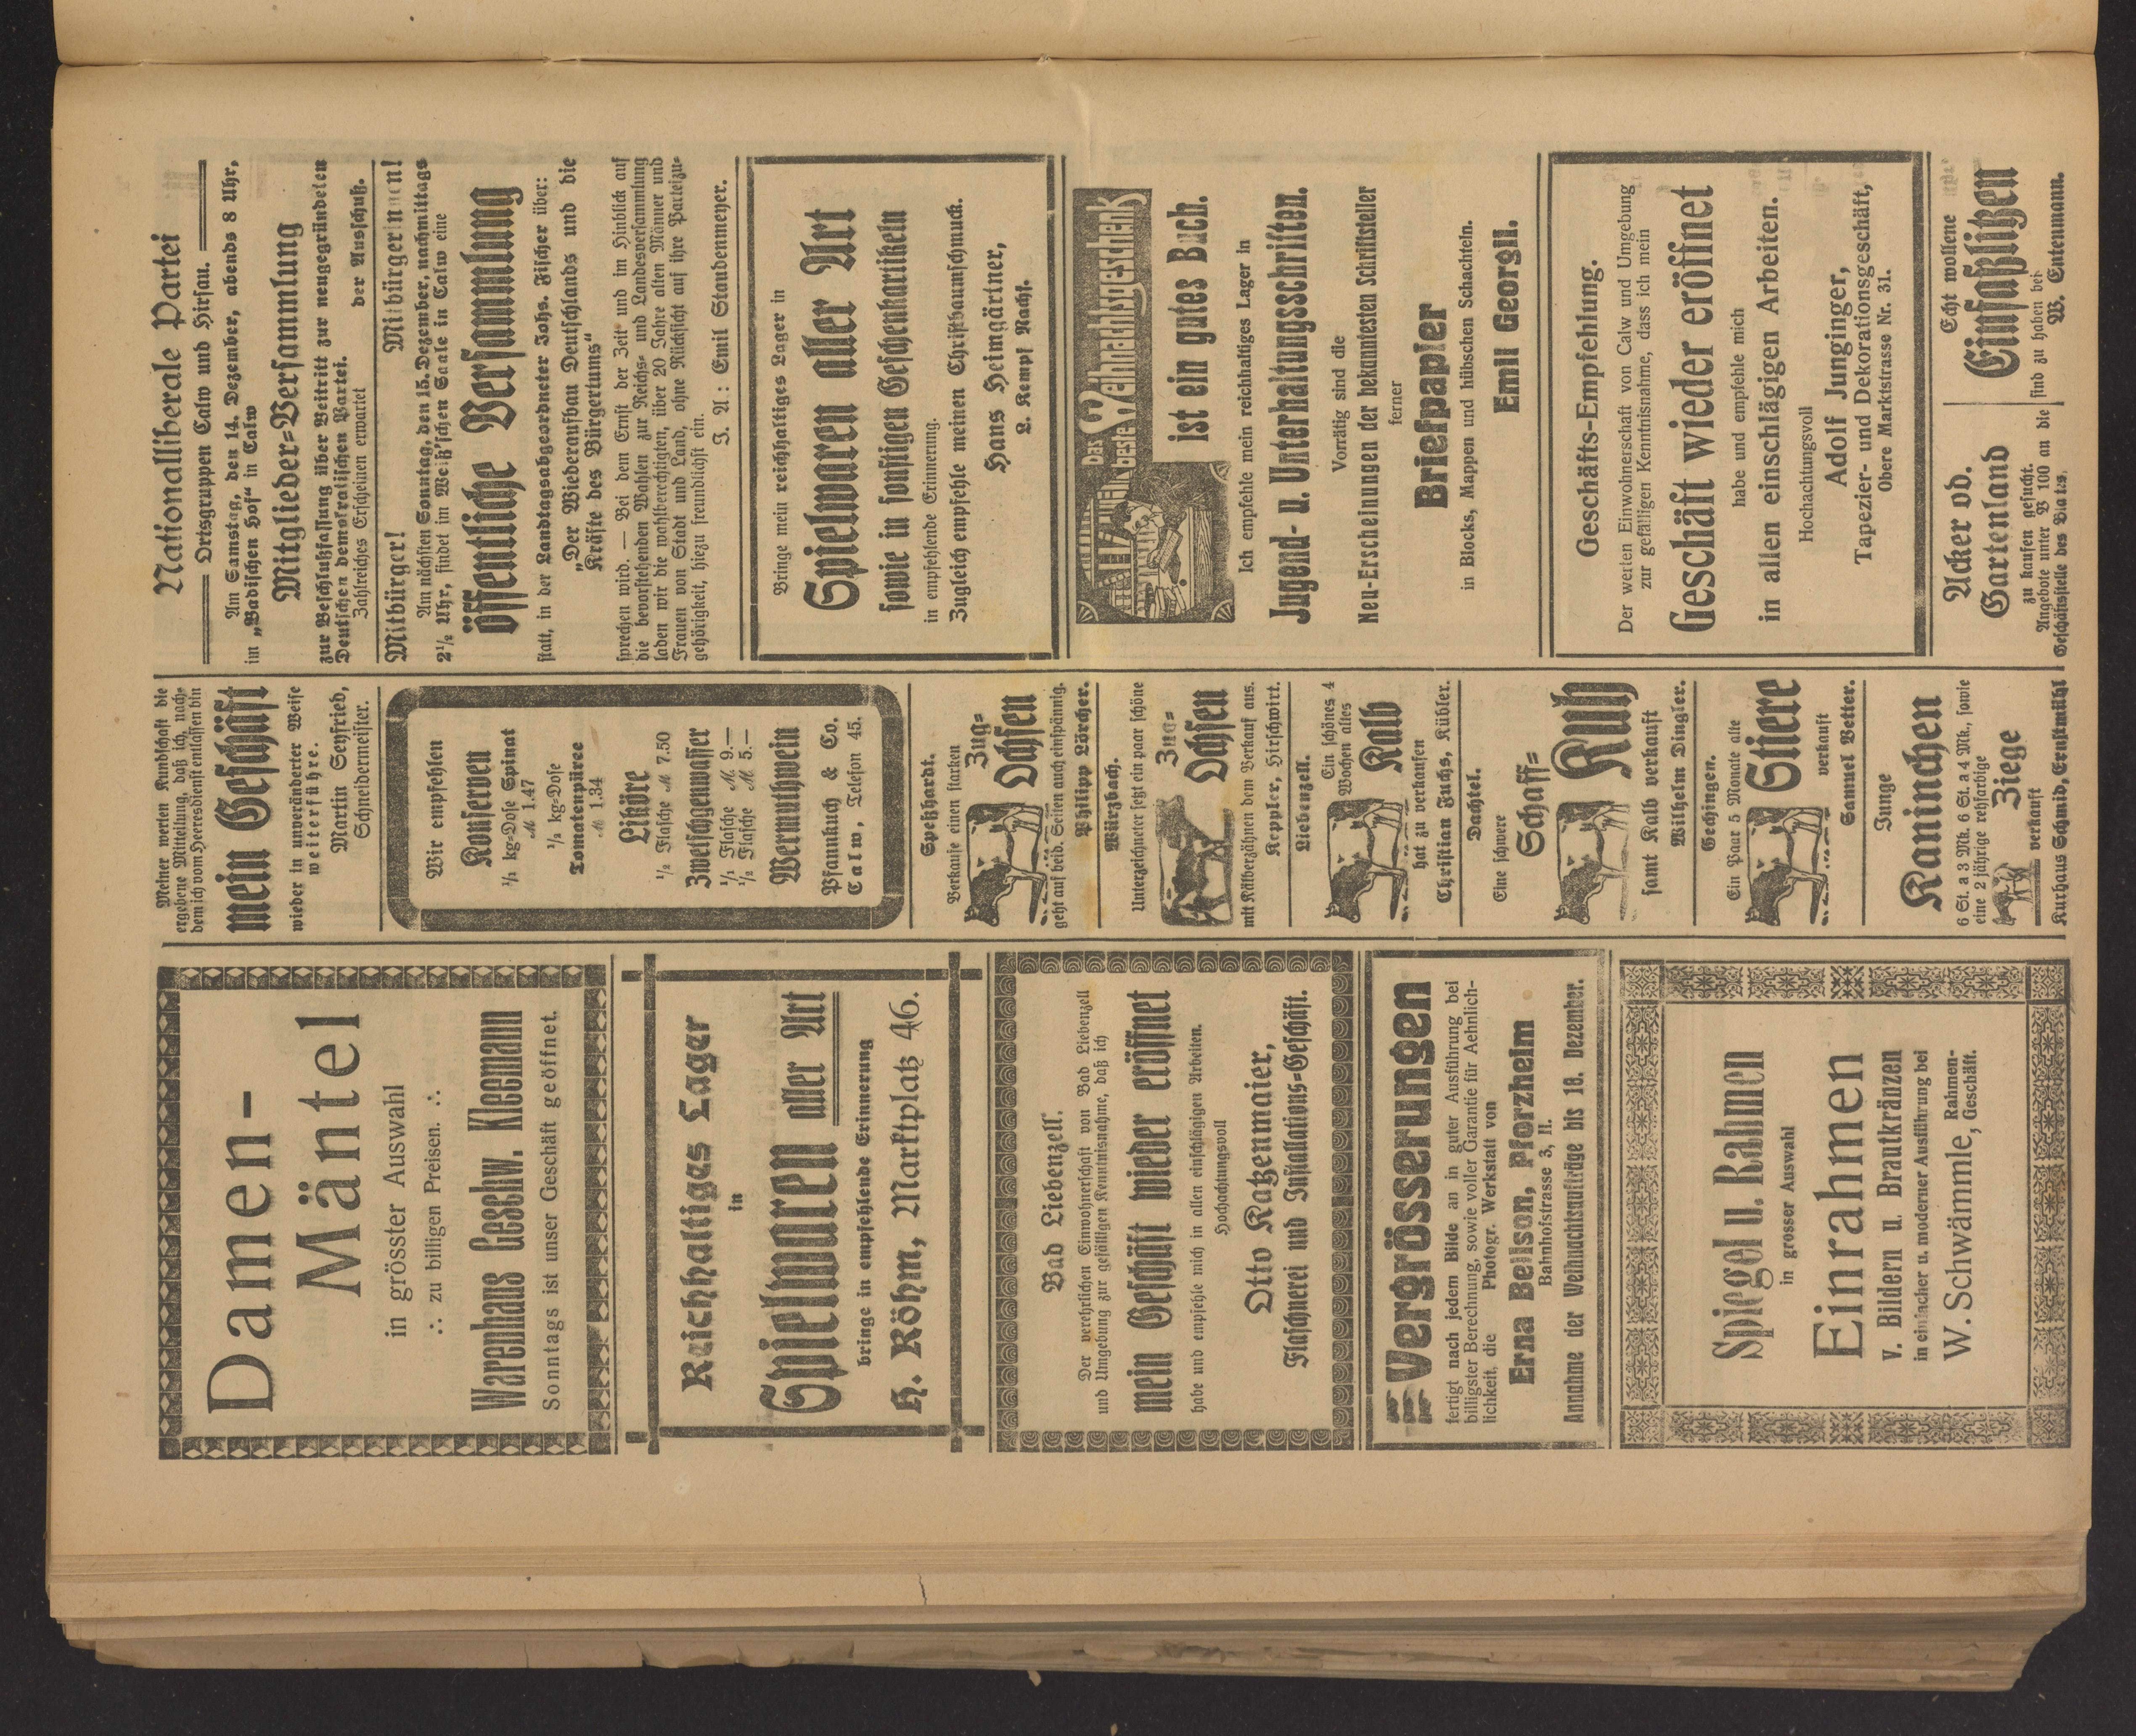 Damen-
Mäntel
in grösster Auswahl
∴ zu billigen Preisen. ∴
Warenhaus Geschw. Kleemann
Sonntags ist unser Geschäft geöffnet.
Reichhaltiges Lager
in
Spielwaren aller Art
bringe in empfehlende Erinnerung
H. Röhm, Marktplatz 46.
Bad Liebenzell.
Der verehrlichen Einwohnerschaft von Bad Liebenzell
und Umgebung zur gefälligen Kenntnisnahme, daß ich
mein Geschäft wieder eröffnet
habe und empfehle mich in allen einschlägigen Arbeiten.
Hochachtungsvoll
Otto Katzenmaier,
Flaschnerei und Installations-Geschäft.
Vergrösserungen
fertigt nach jedem Bilde an in guter Ausführung bei
billigster Berechnung, sowie voller Garantie für Aehnlich-
lichkeit, die Photogr. Werkstatt von
Erna Beilson, Pforzheim
Bahnhofstrasse 3, II.
Annahme der Weihnachtsaufträge bis 18. Dezember.
Spiegel u. Rahmen
in grosser Auswahl
Einrahmen
v. Bildern u. Brautkränzen
in einfacher u. moderner Ausführung bei
W. Schwämmle, Rahmen-
Geschäft.
Meiner werten Kundschaft die
ergebene Mitteilung, daß ich, nach-
dem ich vom Heeresdienst entlassen bin
mein Geschäft
wieder in unveränderter Weise
weiterführe.
Martin Seyfried,
Schneidermeister.
Wir empfehlen
Konserven
1/1 kg-Dose Spinat
ℳ 1.47
1/2 kg-Dose
Tomatenpüree
ℳ 1.34
Liköre
1/2 Flasche ℳ 7.50
Zwetschgenwasser
1/1 Flasche ℳ 9.—
1/2 Flasche ℳ 5.—
Wermuthwein
Pfannkuch & Co.
Calw, Telefon 45.
Speßhardt.
Verkaufe einen starken
Zug-
Ochsen
geht auf beid. Seiten auch einspännig.
Philipp Lörcher.
Würzbach.
Unterzeichneter setzt ein paar schöne
Zug-
Ochsen
mit Kälberzähnen dem Verkauf aus.
Keppler, Hirschwirt.
Liebenzell.
Ein schönes 4
Wochen altes
Kalb
hat zu verkaufen
Christian Fuchs, Kübler.
Dachtel.
Eine schwere
Schaff-
Kuh
samt Kalb verkauft
Wilhelm Dingler.
Gechingen.
Ein Paar 5 Monate alte
Stiere
verkauft
Samuel Vetter.
Junge
Kaninchen
6 St. a 3 Mk. 6 St. a 4 Mk., sowie
eine 2 jährige rehfarbige
Ziege
verkauft
Kurhaus Schmid, Ernstmühl
Nationalliberale Partei
Ortsgruppen Calw und Hirsau.
Am Samstag, den 14. Dezember, abends 8 Uhr,
im „Badischen Hof“ in Calw
Mitglieder-Versammlung
zur Beschlußfassung über Beitritt zur neugegründeten
Deutschen demokratischen Partei.
Zahlreiches Erscheinen erwartet der Ausschuß.
Mitbürger! Mitbürgerinnen!
Am nächsten Sonntag, den 15. Dezember, nachmittags
2½ Uhr, findet im Weiß'schen Saale in Calw eine
öffentliche Versammlung
statt, in der Landtagsabgeordneter Johs. Fischer über:
„Der Wiederaufbau Deutschlands und die
Kräfte des Bürgertums“
sprechen wird. — Bei dem Ernst der Zeit und im Hinblick auf
die bevorstehenden Wahlen zur Reichs- und Landesversammlung
laden wir die wahlberechtigten, über 20 Jahre alten Männer und
Frauen von Stadt und Land, ohne Rücksicht auf ihre Parteizu-
gehörigkeit, hiezu freundlichst ein.
J. A.: Emil Staudenmeyer.
Bringe mein reichhaltiges Lager in
Spielwaren aller Art
sowie in sonstigen Geschenkartikeln
in empfehlende Erinnerung.
Zugleich empfehle meinen Christbaumschmuck.
Hans Heimgärtner,
L. Kempf Nachf.
Das beste Weihnachtsgeschenk
ist ein gutes Buch.
Ich empfehle mein reichhaltiges Lager in
Jugend- u. Unterhaltungsschriften.
Vorrätig sind die
Neu-Erscheinungen der bekanntesten Schriftsteller
ferner
Briefpapier
in Blocks, Mappen und hübschen Schachteln.
Emil Georgii.
Geschäfts-Empfehlung.
Der werten Einwohnerschaft von Calw und Umgebung
zur gefälligen Kenntnisnahme, dass ich mein
Geschäft wieder eröffnet
habe und empfehle mich
in allen einschlägigen Arbeiten.
Hochachtungsvoll
Adolf Junginger,
Tapezier- und Dekorationsgeschäft,
Obere Marktstrasse Nr. 31.
Acker od.
Gartenland
zu kaufen gesucht.
Angebote unter B 100 an die
Geschäftsstelle des Blatts.
Echt wollene
Einfaßlitzen
sind zu haben bei
W. Entenmann.